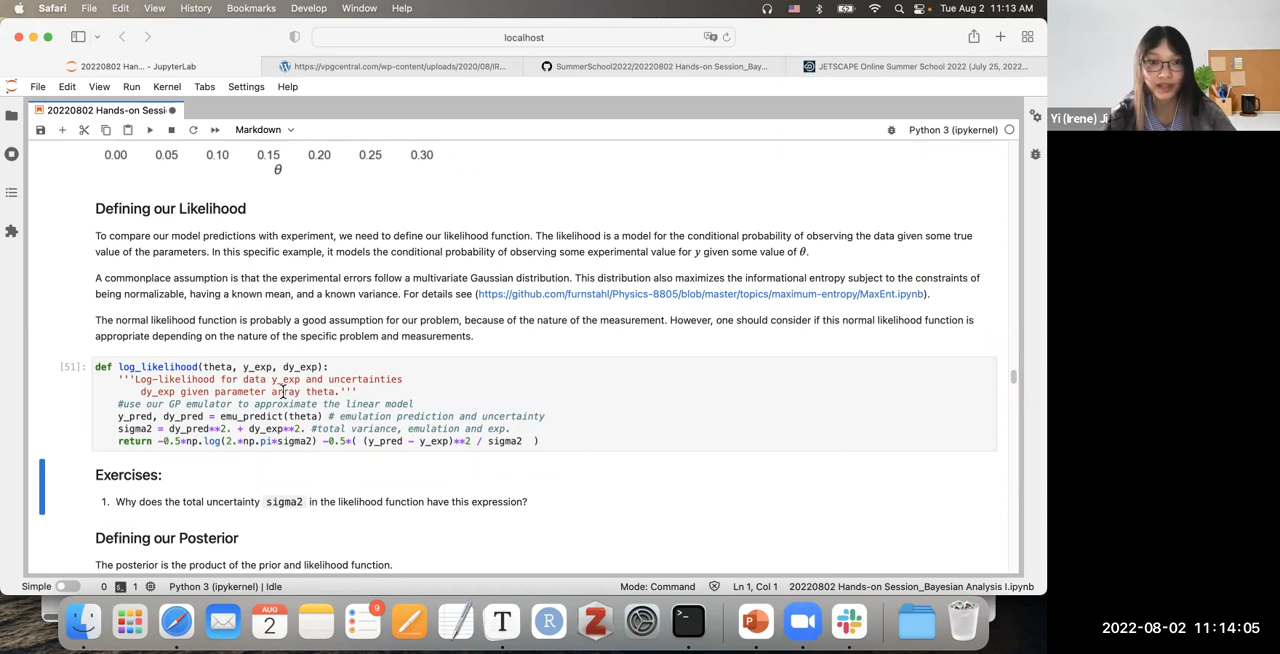 Safari File Edit View History Bookmarks Develop Window Help Tue Aug 2 11:13 AM
localhost
20220802 Han... - JupyterLab
https://vpgcentral.com/wp-content/uploads/2020/08/IR...
SummerSchool2022/20220802 Hands-on Session_Bay...
JETSCAPE Online Summer School 2022 (July 25, 2022...
File Edit View Run Kernel Tabs Settings Help
20220802 Hands-on Sessi
Markdown
Python 3 (ipykernel)
Yi (Irene) Ji
0.00 0.05 0.10 0.15 0.20 0.25 0.30
θ
Defining our Likelihood
To compare our model predictions with experiment, we need to define our likelihood function. The likelihood is a model for the conditional probability of observing the data given some true
value of the parameters. In this specific example, it models the conditional probability of observing some experimental value for y given some value of θ.
A commonplace assumption is that the experimental errors follow a multivariate Gaussian distribution. This distribution also maximizes the informational entropy subject to the constraints of
being normalizable, having a known mean, and a known variance. For details see (https://github.com/furnstahl/Physics-8805/blob/master/topics/maximum-entropy/MaxEnt.ipynb).
The normal likelihood function is probably a good assumption for our problem, because of the nature of the measurement. However, one should consider if this normal likelihood function is
appropriate depending on the nature of the specific problem and measurements.
[51]: def log_likelihood(theta, y_exp, dy_exp):
'''Log-likelihood for data y_exp and uncertainties
dy_exp given parameter array theta.'''
#use our GP emulator to approximate the linear model
y_pred, dy_pred = emu_predict(theta) # emulation prediction and uncertainty
sigma2 = dy_pred**2. + dy_exp**2. #total variance, emulation and exp.
return -0.5*np.log(2.*np.pi*sigma2) -0.5*( (y_pred - y_exp)**2 / sigma2 )
Exercises:
1. Why does the total uncertainty sigma2 in the likelihood function have this expression?
Defining our Posterior
The posterior is the product of the prior and likelihood function.
Simple 0 1 Python 3 (ipykernel) | Idle Mode: Command Ln 1, Col 1 20220802 Hands-on Session_Bayesian Analysis I.ipynb
AUG
2
9
2022-08-02 11:14:05